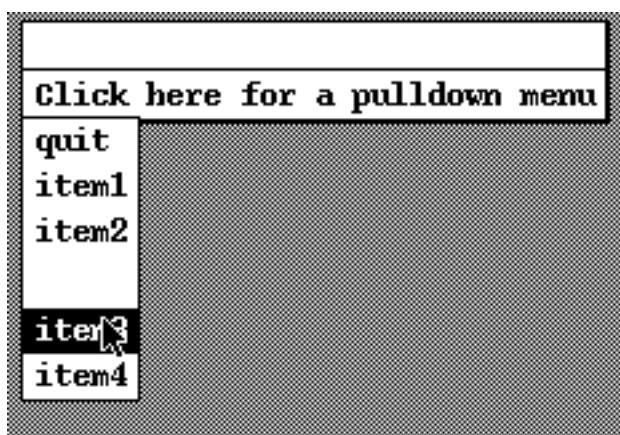 Click here for a pulldown menu
quit
item1
item2
item3
item4